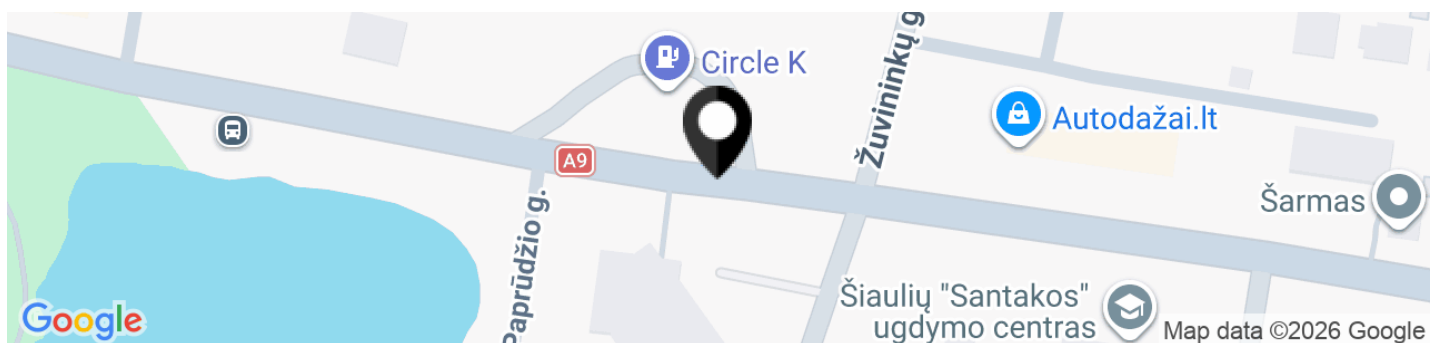 Circle K
Žuvininkų g.
Autodažai.lt
A9
Šarmas
Paprūdžio g.
Šiaulių "Santakos"
ugdymo centras
Google
Map data ©2026 Google